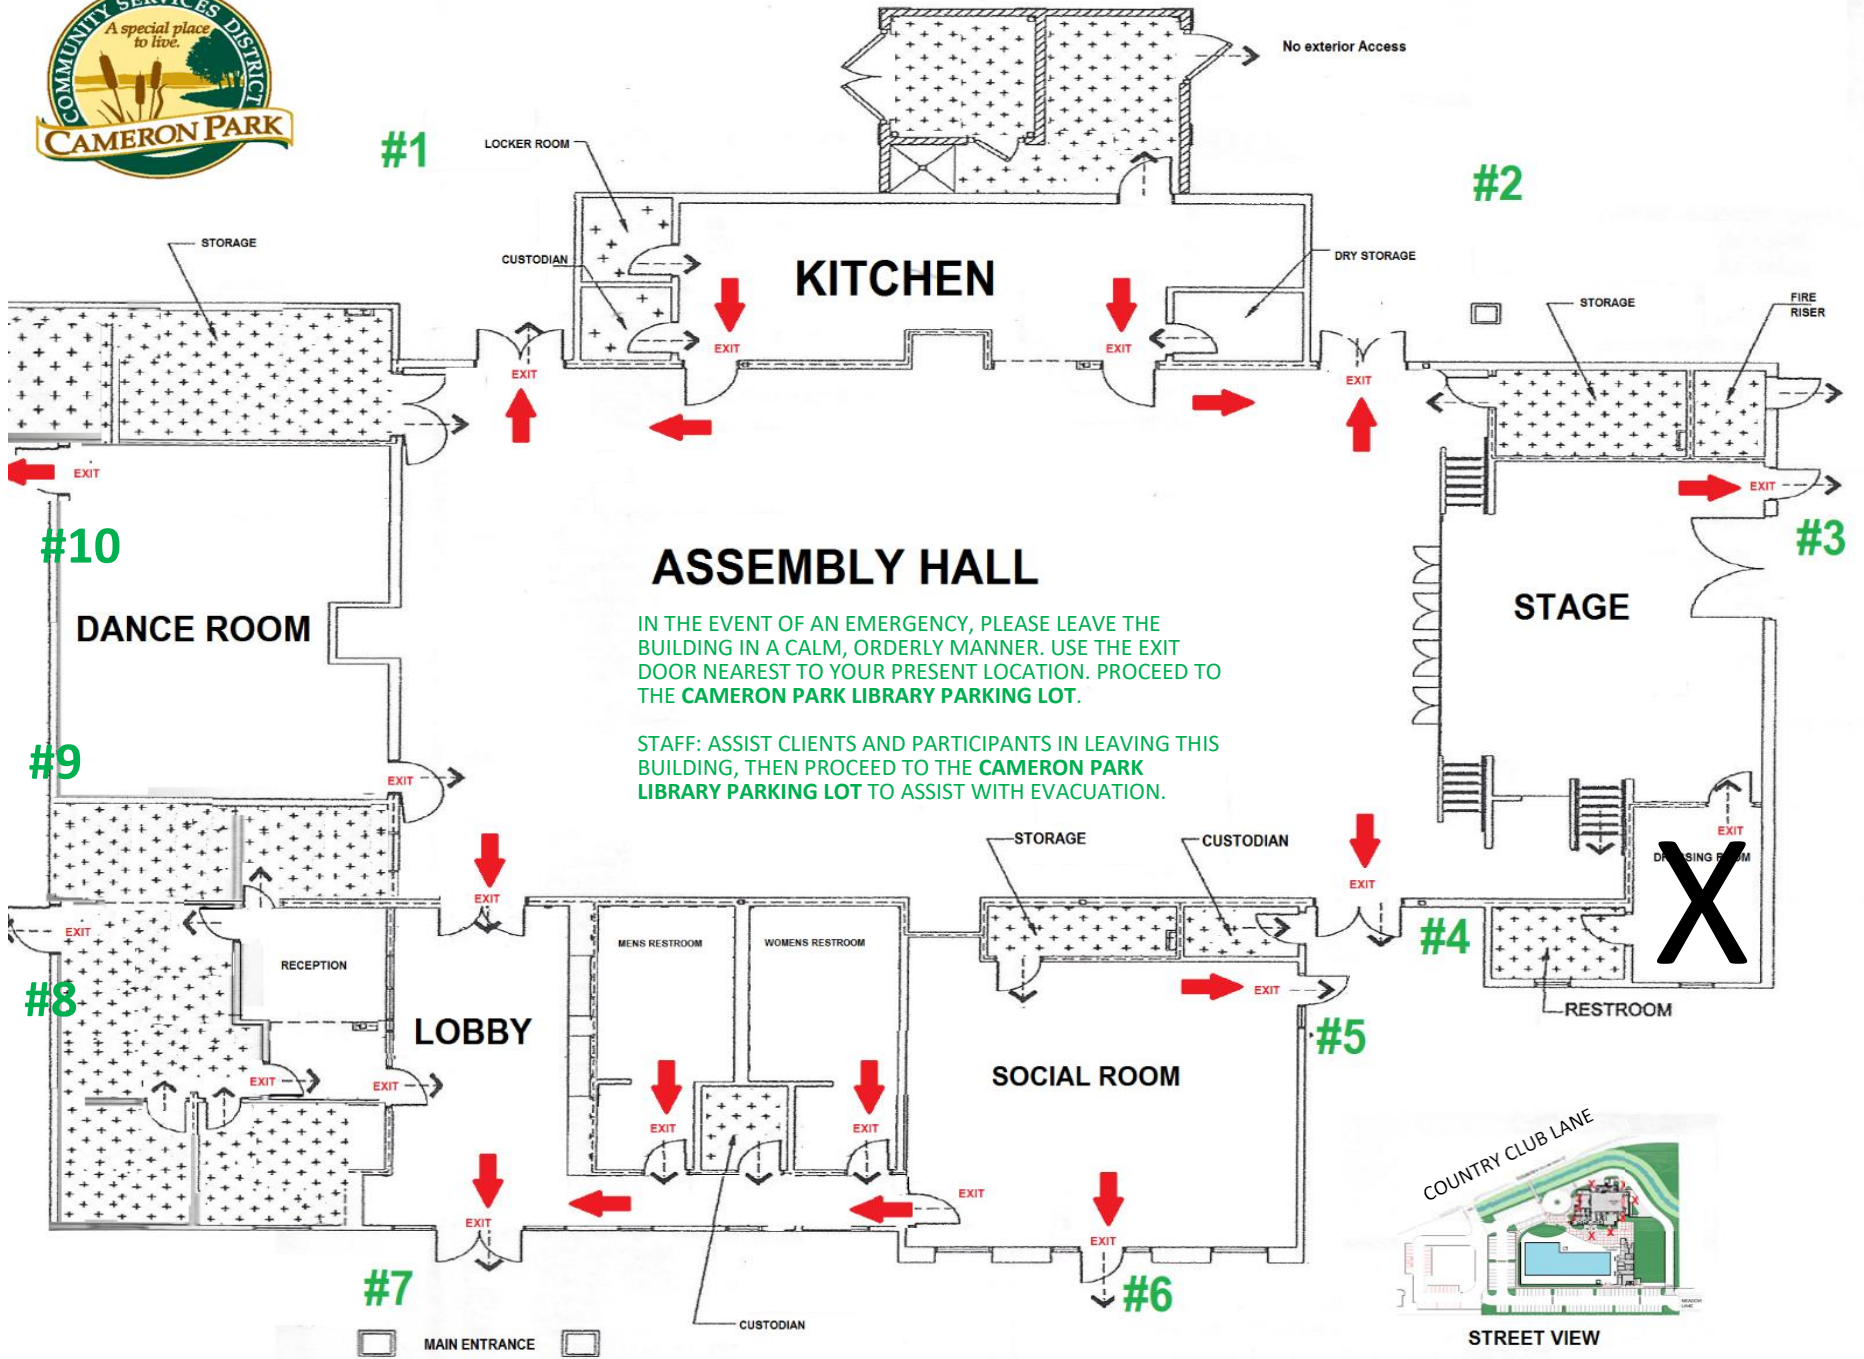 COMMUNITY SERVICES DISTRICT
A special place
to live.
CAMERON PARK
No exterior Access
#1
LOCKER ROOM
#2
STORAGE
CUSTODIAN
KITCHEN
DRY STORAGE
STORAGE
FIRE
RISER
EXIT
EXIT
EXIT
EXIT
EXIT
EXIT
#10
#3
ASSEMBLY HALL
DANCE ROOM
STAGE
IN THE EVENT OF AN EMERGENCY, PLEASE LEAVE THE
BUILDING IN A CALM, ORDERLY MANNER. USE THE EXIT
DOOR NEAREST TO YOUR PRESENT LOCATION. PROCEED TO
THE CAMERON PARK LIBRARY PARKING LOT.
STAFF: ASSIST CLIENTS AND PARTICIPANTS IN LEAVING THIS
BUILDING, THEN PROCEED TO THE CAMERON PARK
LIBRARY PARKING LOT TO ASSIST WITH EVACUATION.
#9
EXIT
STORAGE
CUSTODIAN
EXIT
X
EXIT
EXIT
EXIT
MENS RESTROOM
WOMENS RESTROOM
#4
RECEPTION
#8
EXIT
RESTROOM
LOBBY
#5
SOCIAL ROOM
EXIT
EXIT
EXIT
EXIT
COUNTRY CLUB LANE
EXIT
EXIT
EXIT
#7
#6
MEADOW
LANE
CUSTODIAN
MAIN ENTRANCE
STREET VIEW